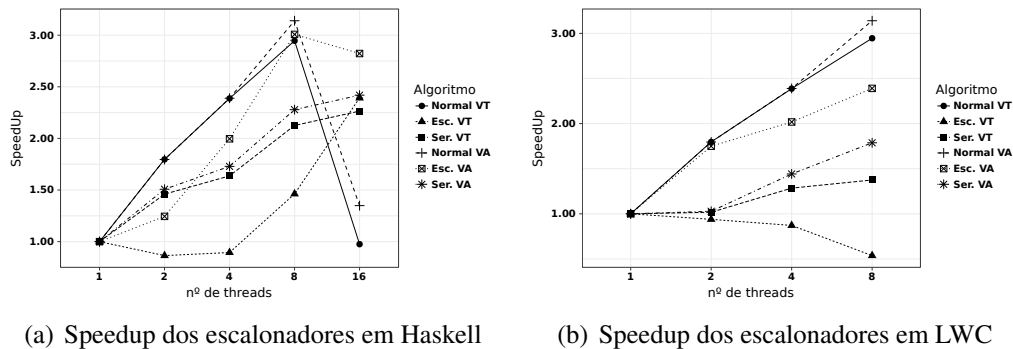 3.00
2.50
2.00
1.50
1.00
SpeedUp
1
2
4
8
16
nº de threads
Algoritmo
Normal VT
Esc. VT
Ser. VT
Normal VA
Esc. VA
Ser. VA
(a) Speedup dos escalonadores em Haskell
3.00
2.00
1.00
SpeedUp
1
2
4
8
nº de threads
Algoritmo
Normal VT
Esc. VT
Ser. VT
Normal VA
Esc. VA
Ser. VA
(b) Speedup dos escalonadores em LWC